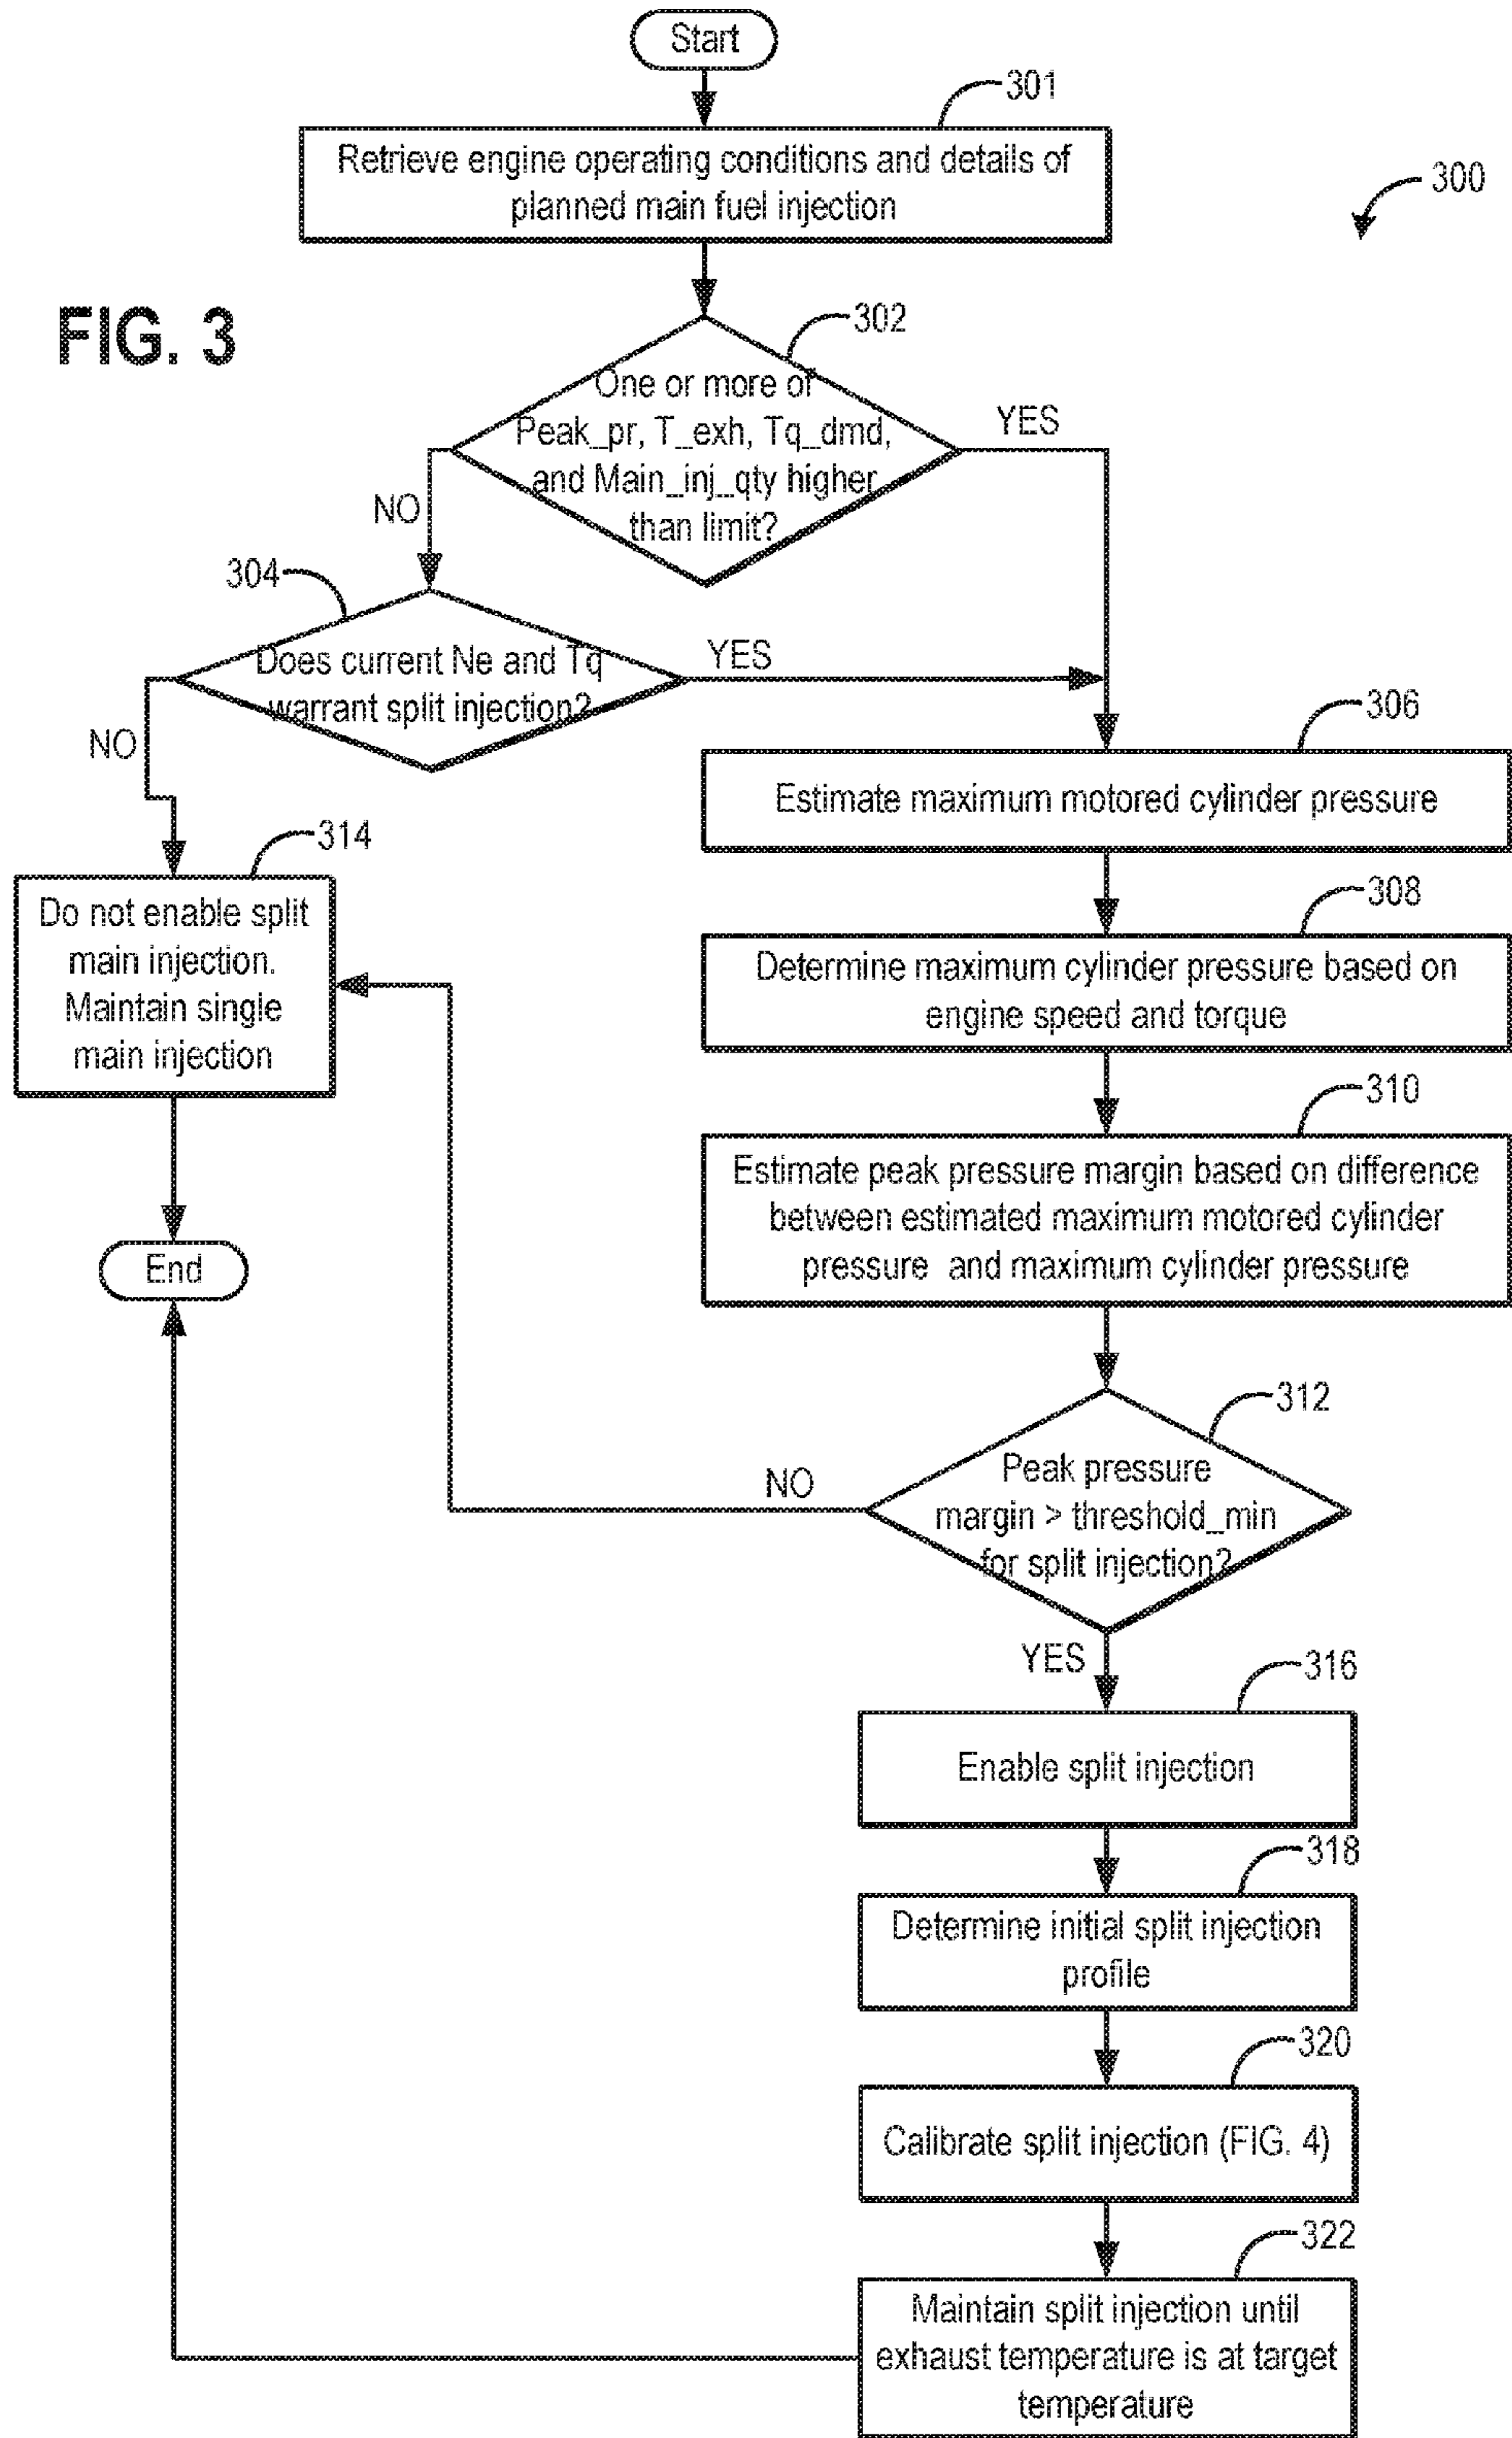 Start
301
Retrieve engine operating conditions and details of
planned main fuel injection
300
FIG. 3
302
One or more of
Peak_pr, T_exh, Tq_dmd,
and Main_inj_qty higher
than limit?
YES
NO
304
Does current Ne and Tq
warrant split injection?
YES
NO
306
Estimate maximum motored cylinder pressure
314
Do not enable split
main injection.
Maintain single
main injection
308
Determine maximum cylinder pressure based on
engine speed and torque
310
Estimate peak pressure margin based on difference
between estimated maximum motored cylinder
pressure and maximum cylinder pressure
End
312
Peak pressure
margin > threshold_min
for split injection?
NO
YES
316
Enable split injection
318
Determine initial split injection
profile
320
Calibrate split injection (FIG. 4)
322
Maintain split injection until
exhaust temperature is at target
temperature